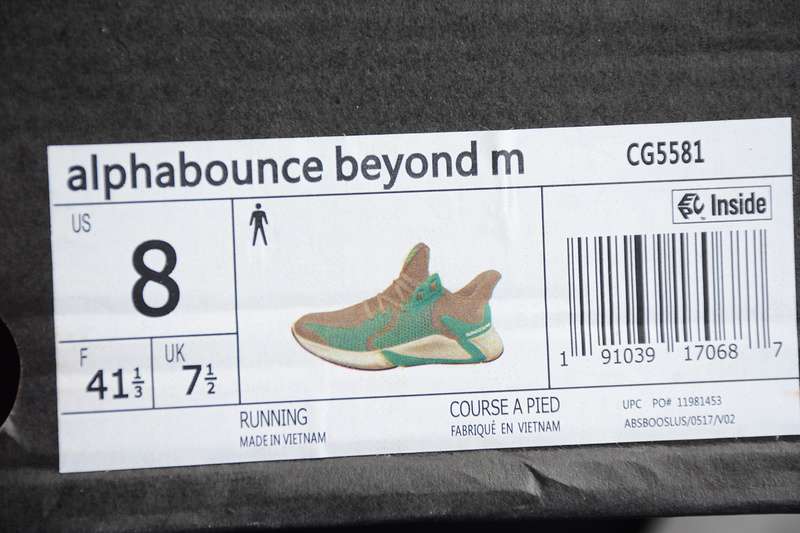 alphabounce beyond m
CG5581
US
8
EPC Inside
F
41 1/3
UK
7 1/2
1 91039 17068 7
RUNNING
MADE IN VIETNAM
COURSE A PIED
FABRIQUÉ EN VIETNAM
UPC PO# 11981453
ABSBOOSLUS/0517/V02